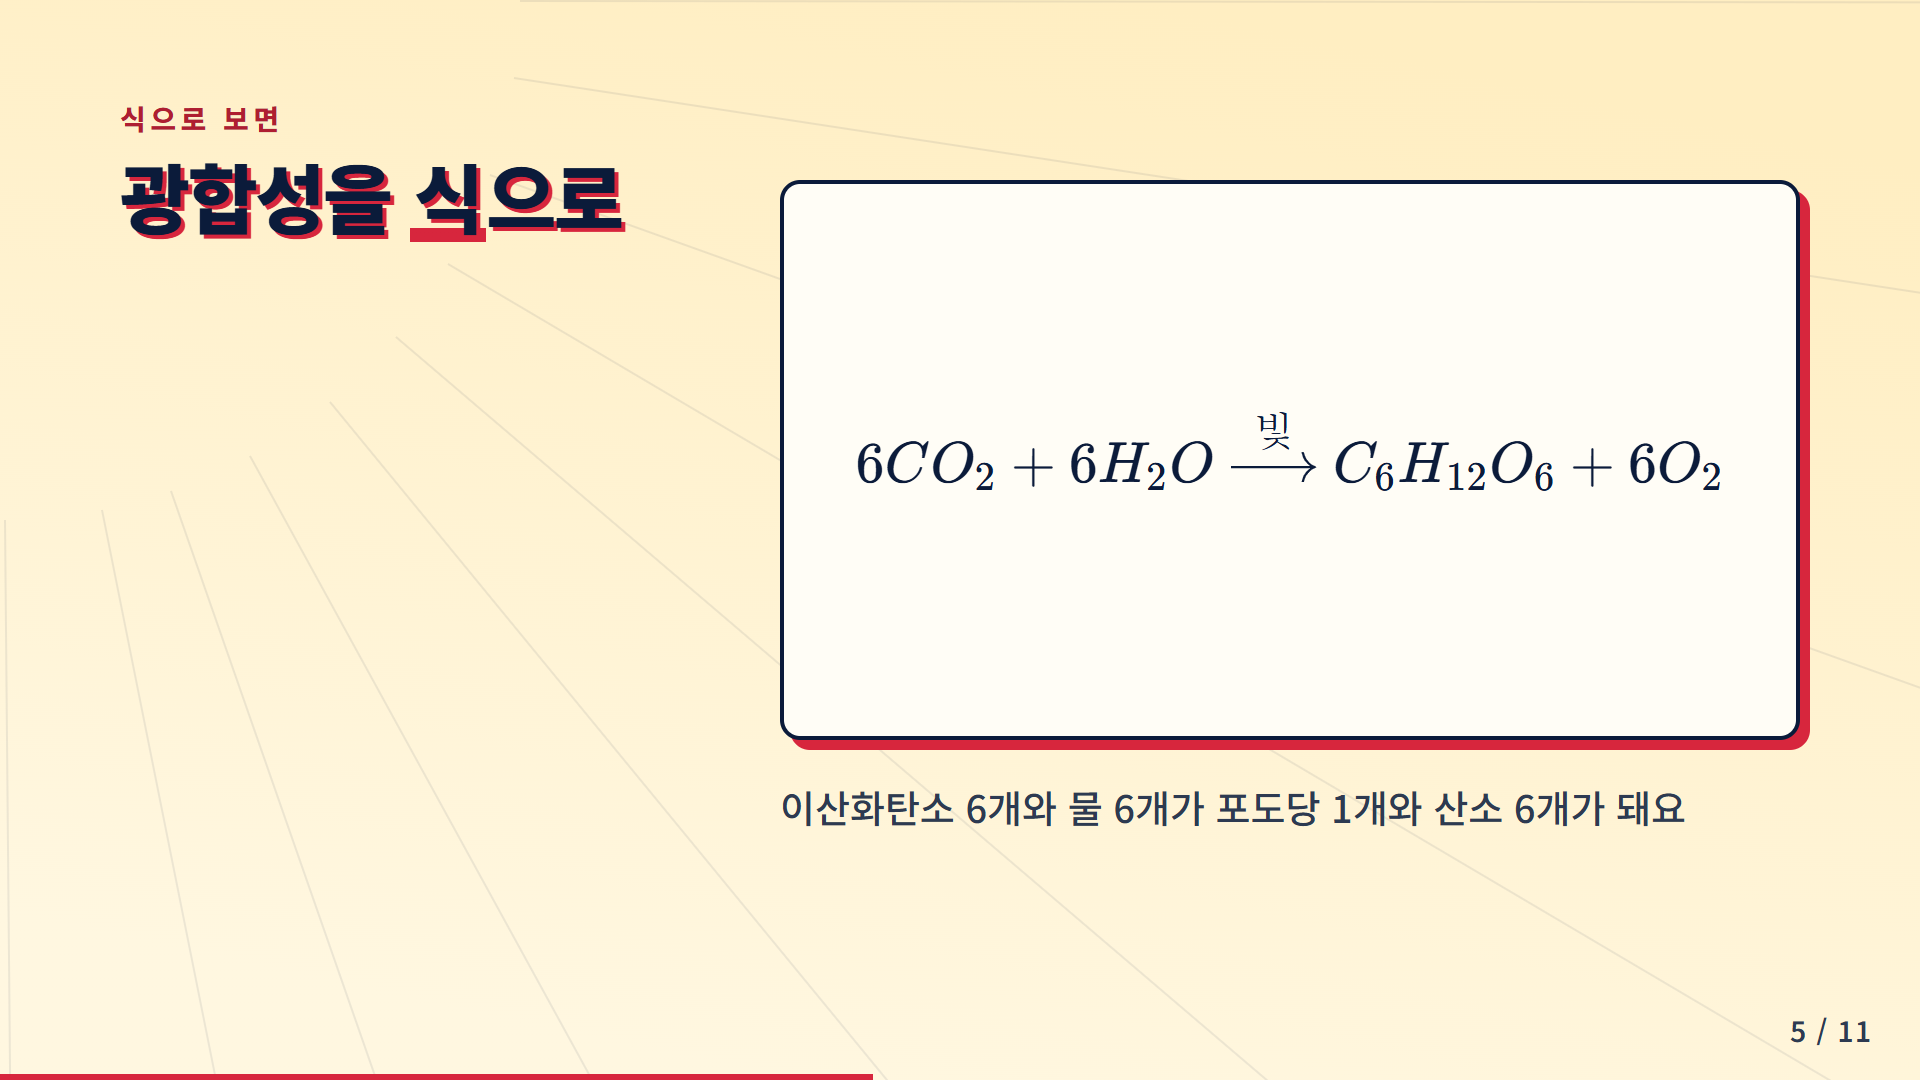 식으로 보면
광합성을 식으로
6CO₂ + 6H₂O —빛→ C₆H₁₂O₆ + 6O₂
이산화탄소 6개와 물 6개가 포도당 1개와 산소 6개가 돼요
5 / 11